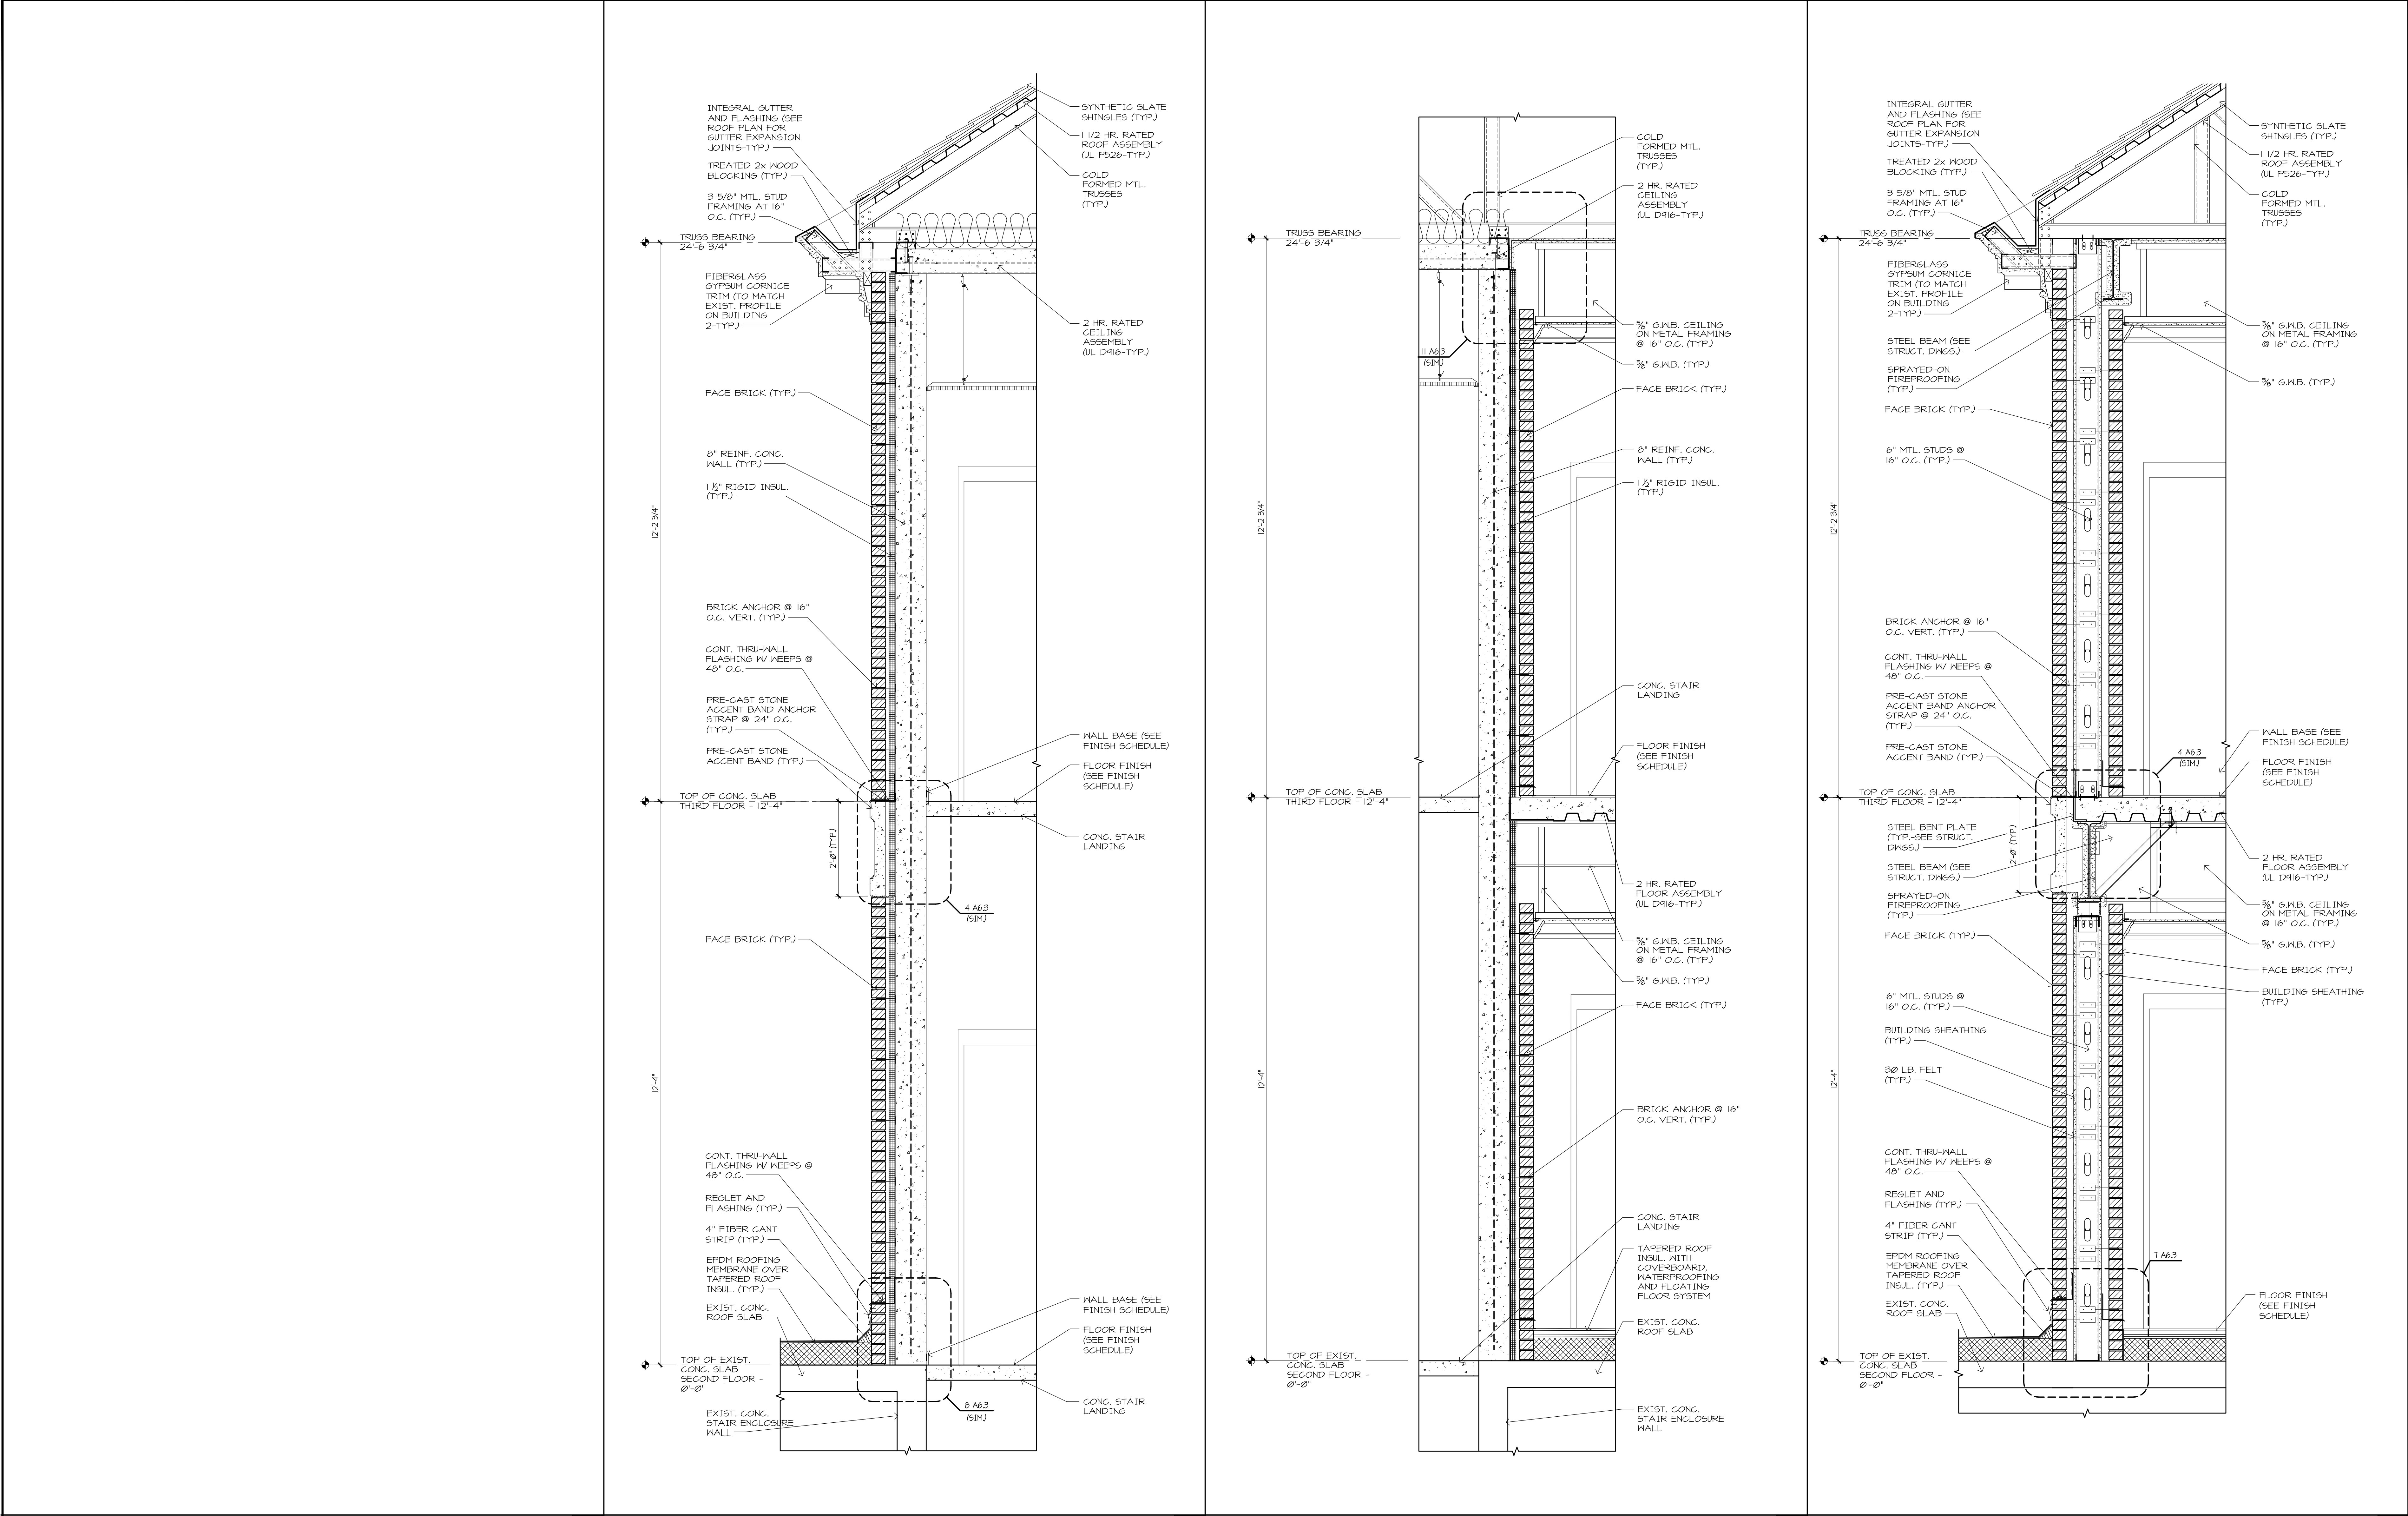 INTEGRAL GUTTER
AND FLASHING (SEE
ROOF PLAN FOR
GUTTER EXPANSION
JOINTS-TYP.)
TREATED 2x WOOD
BLOCKING (TYP.)
3 5/8" MTL. STUD
FRAMING AT 16"
O.C. (TYP.)
TRUSS BEARING
24'-6 3/4"
FIBERGLASS
GYPSUM CORNICE
TRIM (TO MATCH
EXIST. PROFILE
ON BUILDING
2-TYP.)
FACE BRICK (TYP.)
8" REINF. CONC.
WALL (TYP.)
1 1/2" RIGID INSUL.
(TYP.)
12'-2 3/4"
BRICK ANCHOR @ 16"
O.C. VERT. (TYP.)
CONT. THRU-WALL
FLASHING W/ WEEPS @
48" O.C.
PRE-CAST STONE
ACCENT BAND ANCHOR
STRAP @ 24" O.C.
(TYP.)
PRE-CAST STONE
ACCENT BAND (TYP.)
TOP OF CONC. SLAB
THIRD FLOOR - 12'-4"
2'-0" (TYP.)
FACE BRICK (TYP.)
12'-4"
CONT. THRU-WALL
FLASHING W/ WEEPS @
48" O.C.
REGLET AND
FLASHING (TYP.)
4" FIBER CANT
STRIP (TYP.)
EPDM ROOFING
MEMBRANE OVER
TAPERED ROOF
INSUL. (TYP.)
EXIST. CONC.
ROOF SLAB
TOP OF EXIST.
CONC. SLAB
SECOND FLOOR -
0'-0"
EXIST. CONC.
STAIR ENCLOSURE
WALL
SYNTHETIC SLATE
SHINGLES (TYP.)
1 1/2 HR. RATED
ROOF ASSEMBLY
(UL P526-TYP.)
COLD
FORMED MTL.
TRUSSES
(TYP.)
2 HR. RATED
CEILING
ASSEMBLY
(UL D916-TYP.)
WALL BASE (SEE
FINISH SCHEDULE)
FLOOR FINISH
(SEE FINISH
SCHEDULE)
CONC. STAIR
LANDING
4 A6.3
(SIM.)
WALL BASE (SEE
FINISH SCHEDULE)
FLOOR FINISH
(SEE FINISH
SCHEDULE)
CONC. STAIR
LANDING
8 A6.3
(SIM.)
TRUSS BEARING
24'-6 3/4"
12'-2 3/4"
TOP OF CONC. SLAB
THIRD FLOOR - 12'-4"
12'-4"
TOP OF EXIST.
CONC. SLAB
SECOND FLOOR -
0'-0"
11 A6.3
(SIM.)
COLD
FORMED MTL.
TRUSSES
(TYP.)
2 HR. RATED
CEILING
ASSEMBLY
(UL D916-TYP.)
5/8" G.W.B. CEILING
ON METAL FRAMING
@ 16" O.C. (TYP.)
5/8" G.W.B. (TYP.)
FACE BRICK (TYP.)
8" REINF. CONC.
WALL (TYP.)
1 1/2" RIGID INSUL.
(TYP.)
CONC. STAIR
LANDING
FLOOR FINISH
(SEE FINISH
SCHEDULE)
2 HR. RATED
FLOOR ASSEMBLY
(UL D916-TYP.)
5/8" G.W.B. CEILING
ON METAL FRAMING
@ 16" O.C. (TYP.)
5/8" G.W.B. (TYP.)
FACE BRICK (TYP.)
BRICK ANCHOR @ 16"
O.C. VERT. (TYP.)
CONC. STAIR
LANDING
TAPERED ROOF
INSUL. WITH
COVERBOARD,
WATERPROOFING
AND FLOATING
FLOOR SYSTEM
EXIST. CONC.
ROOF SLAB
EXIST. CONC.
STAIR ENCLOSURE
WALL
INTEGRAL GUTTER
AND FLASHING (SEE
ROOF PLAN FOR
GUTTER EXPANSION
JOINTS-TYP.)
TREATED 2x WOOD
BLOCKING (TYP.)
3 5/8" MTL. STUD
FRAMING AT 16"
O.C. (TYP.)
TRUSS BEARING
24'-6 3/4"
FIBERGLASS
GYPSUM CORNICE
TRIM (TO MATCH
EXIST. PROFILE
ON BUILDING
2-TYP.)
STEEL BEAM (SEE
STRUCT. DWGS.)
SPRAYED-ON
FIREPROOFING
(TYP.)
FACE BRICK (TYP.)
6" MTL. STUDS @
16" O.C. (TYP.)
12'-2 3/4"
BRICK ANCHOR @ 16"
O.C. VERT. (TYP.)
CONT. THRU-WALL
FLASHING W/ WEEPS @
48" O.C.
PRE-CAST STONE
ACCENT BAND ANCHOR
STRAP @ 24" O.C.
(TYP.)
PRE-CAST STONE
ACCENT BAND (TYP.)
TOP OF CONC. SLAB
THIRD FLOOR - 12'-4"
STEEL BENT PLATE
(TYP.-SEE STRUCT.
DWGS.)
2'-0" (TYP.)
STEEL BEAM (SEE
STRUCT. DWGS.)
SPRAYED-ON
FIREPROOFING
(TYP.)
FACE BRICK (TYP.)
6" MTL. STUDS @
16" O.C. (TYP.)
BUILDING SHEATHING
(TYP.)
30 LB. FELT
(TYP.)
12'-4"
CONT. THRU-WALL
FLASHING W/ WEEPS @
48" O.C.
REGLET AND
FLASHING (TYP.)
4" FIBER CANT
STRIP (TYP.)
EPDM ROOFING
MEMBRANE OVER
TAPERED ROOF
INSUL. (TYP.)
EXIST. CONC.
ROOF SLAB
TOP OF EXIST.
CONC. SLAB
SECOND FLOOR -
0'-0"
SYNTHETIC SLATE
SHINGLES (TYP.)
1 1/2 HR. RATED
ROOF ASSEMBLY
(UL P526-TYP.)
COLD
FORMED MTL.
TRUSSES
(TYP.)
5/8" G.W.B. CEILING
ON METAL FRAMING
@ 16" O.C. (TYP.)
5/8" G.W.B. (TYP.)
WALL BASE (SEE
FINISH SCHEDULE)
4 A6.3
(SIM.)
FLOOR FINISH
(SEE FINISH
SCHEDULE)
2 HR. RATED
FLOOR ASSEMBLY
(UL D916-TYP.)
5/8" G.W.B. CEILING
ON METAL FRAMING
@ 16" O.C. (TYP.)
5/8" G.W.B. (TYP.)
FACE BRICK (TYP.)
BUILDING SHEATHING
(TYP.)
7 A6.3
FLOOR FINISH
(SEE FINISH
SCHEDULE)